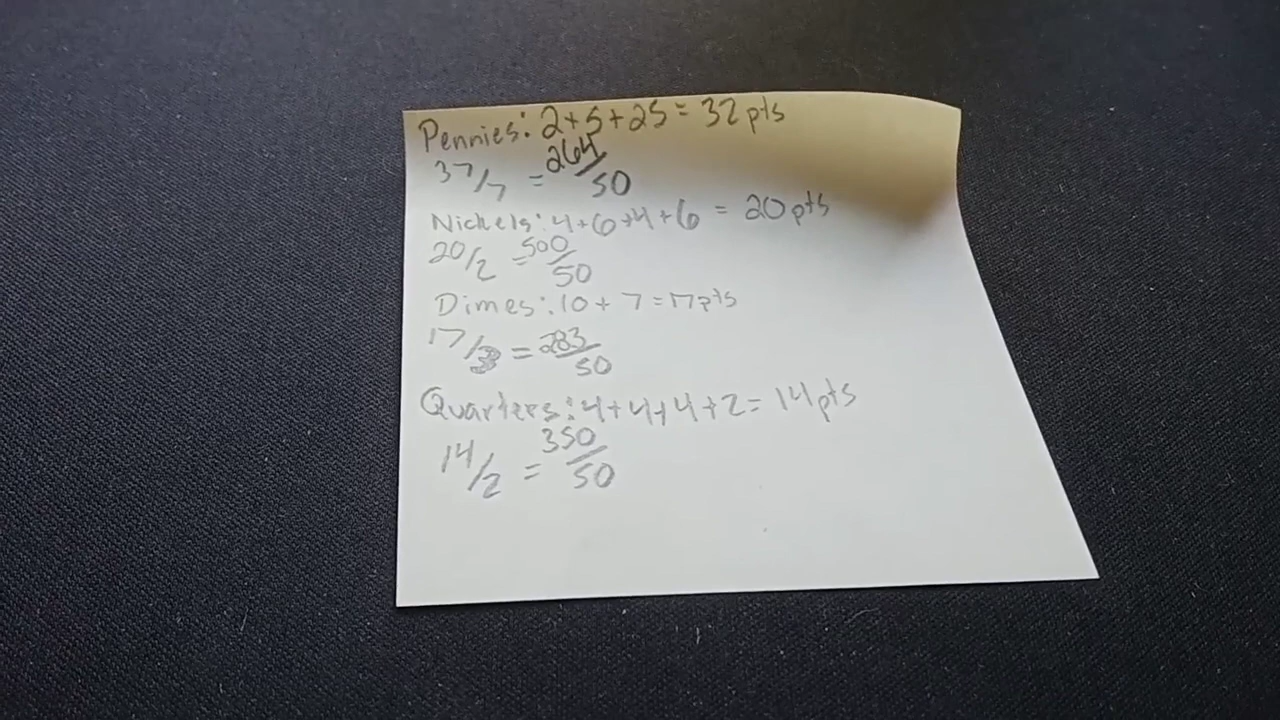 Pennies: 2+5+25 = 32 pts
37/7 = 264/50
Nickels: 4+6+4+6 = 20 pts
20/2 = 500/50
Dimes: 10 + 7 = 17 pts
17/3 = 283/50
Quarters: 4+4+4+2 = 14 pts
14/2 = 350/50